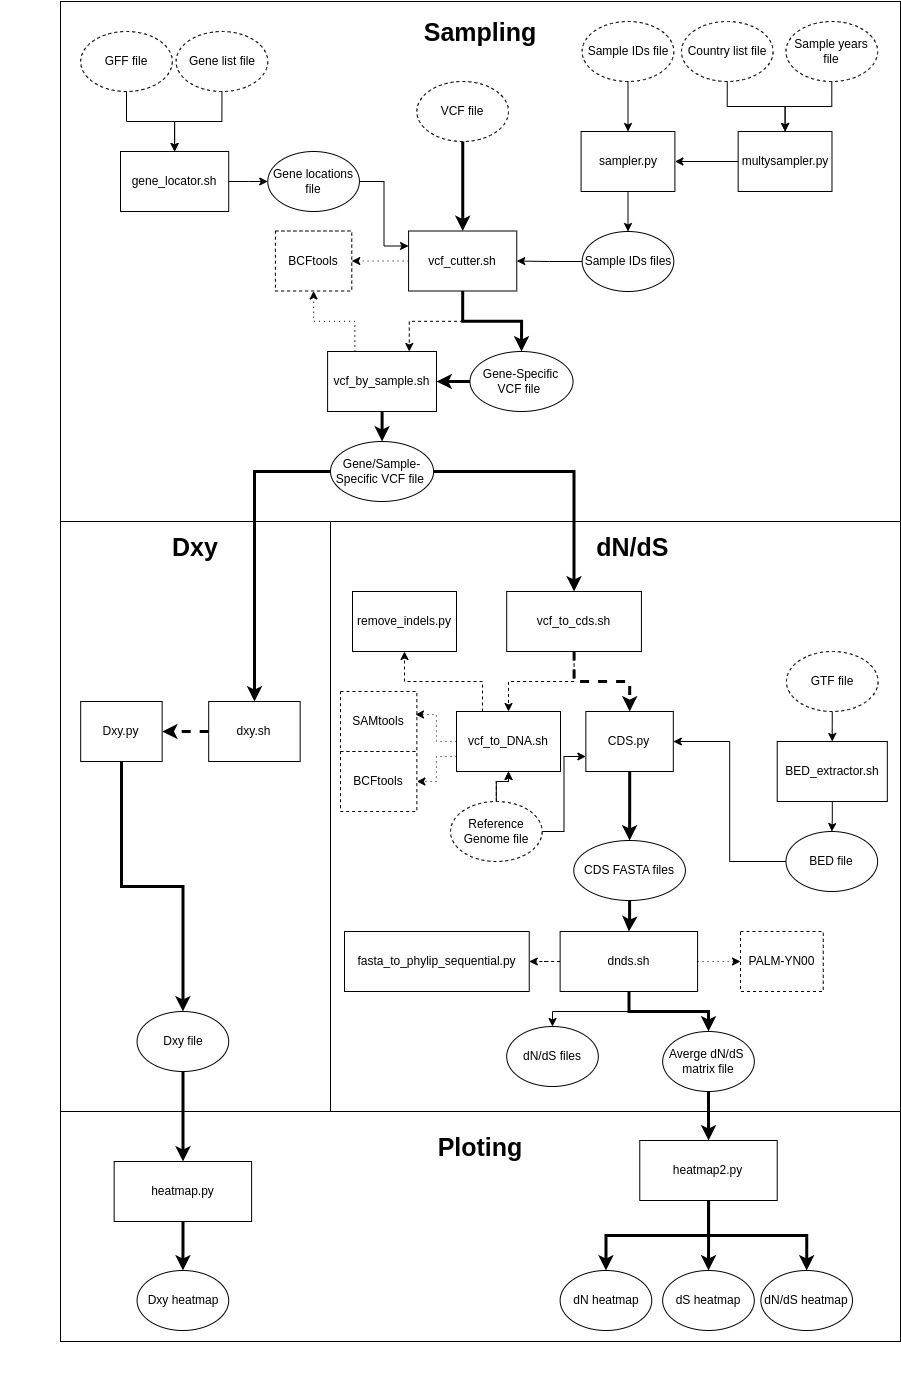 Sampling
GFF file
Gene list file
VCF file
Sample IDs file
Country list file
Sample years
file
gene_locator.sh
Gene locations
file
sampler.py
multysampler.py
BCFtools
vcf_cutter.sh
Sample IDs files
vcf_by_sample.sh
Gene-Specific
VCF file
Gene/Sample-
Specific VCF file
Dxy
dN/dS
remove_indels.py
vcf_to_cds.sh
GTF file
Dxy.py
dxy.sh
SAMtools
BCFtools
vcf_to_DNA.sh
CDS.py
BED_extractor.sh
Reference
Genome file
CDS FASTA files
BED file
fasta_to_phylip_sequential.py
dnds.sh
PALM-YN00
Dxy file
dN/dS files
Averge dN/dS
matrix file
Ploting
heatmap.py
heatmap2.py
Dxy heatmap
dN heatmap
dS heatmap
dN/dS heatmap